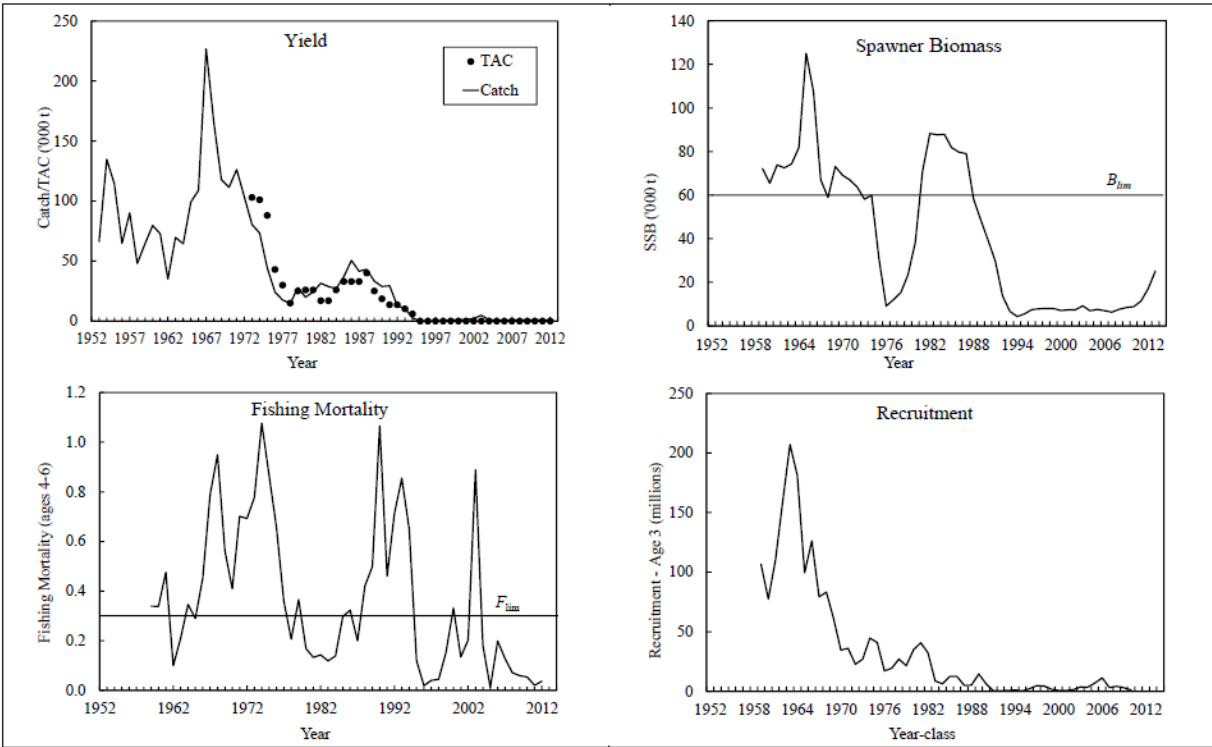 Yield
TAC
Catch
Catch/TAC ('000 t)
250
200
150
100
50
0
1952 1957 1962 1967 1972 1977 1982 1987 1992 1997 2002 2007 2012
Year
Spawner Biomass
SSB ('000 t)
140
120
100
80
60
40
20
0
Blim
1952 1958 1964 1970 1976 1982 1988 1994 2000 2006 2012
Year
Fishing Mortality
Fishing Mortality (ages 4-6)
1.2
1.0
0.8
0.6
0.4
0.2
0.0
Flim
1952 1962 1972 1982 1992 2002 2012
Year
Recruitment
Recruitment - Age 3 (millions)
250
200
150
100
50
0
1952 1958 1964 1970 1976 1982 1988 1994 2000 2006 2012
Year-class